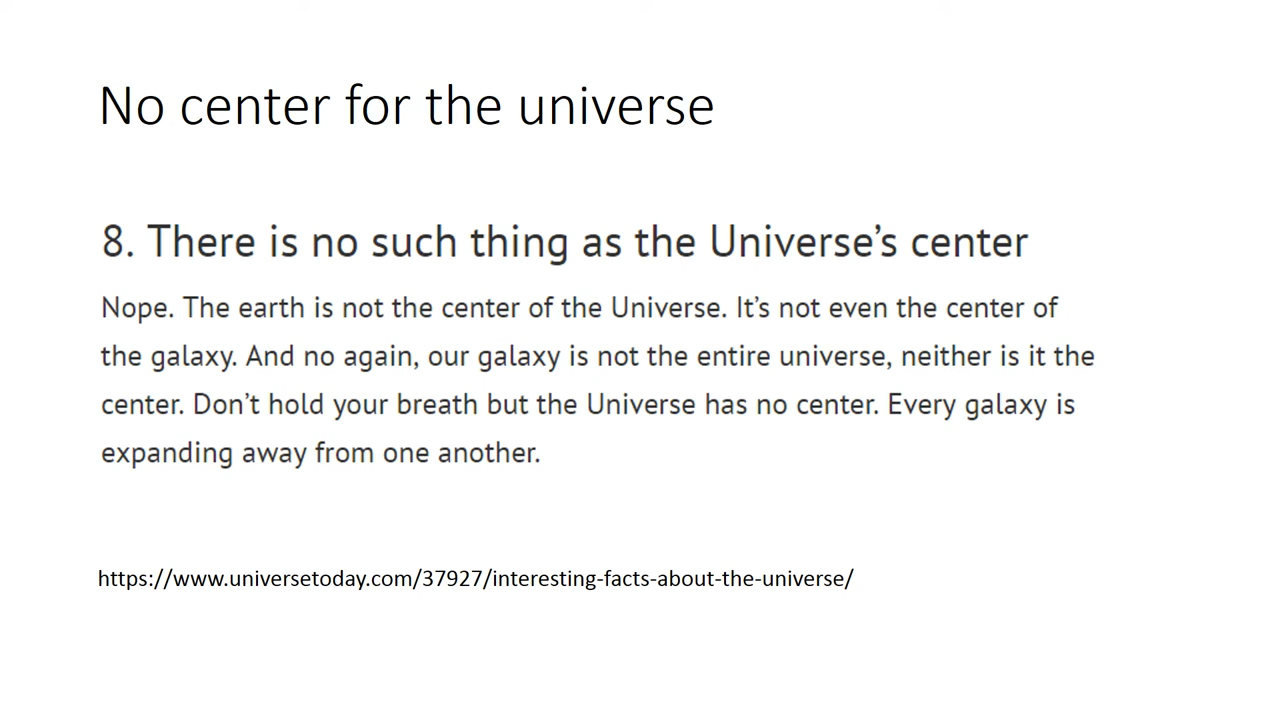 No center for the universe
8. There is no such thing as the Universe’s center
Nope. The earth is not the center of the Universe. It’s not even the center of
the galaxy. And no again, our galaxy is not the entire universe, neither is it the
center. Don’t hold your breath but the Universe has no center. Every galaxy is
expanding away from one another.
https://www.universetoday.com/37927/interesting-facts-about-the-universe/